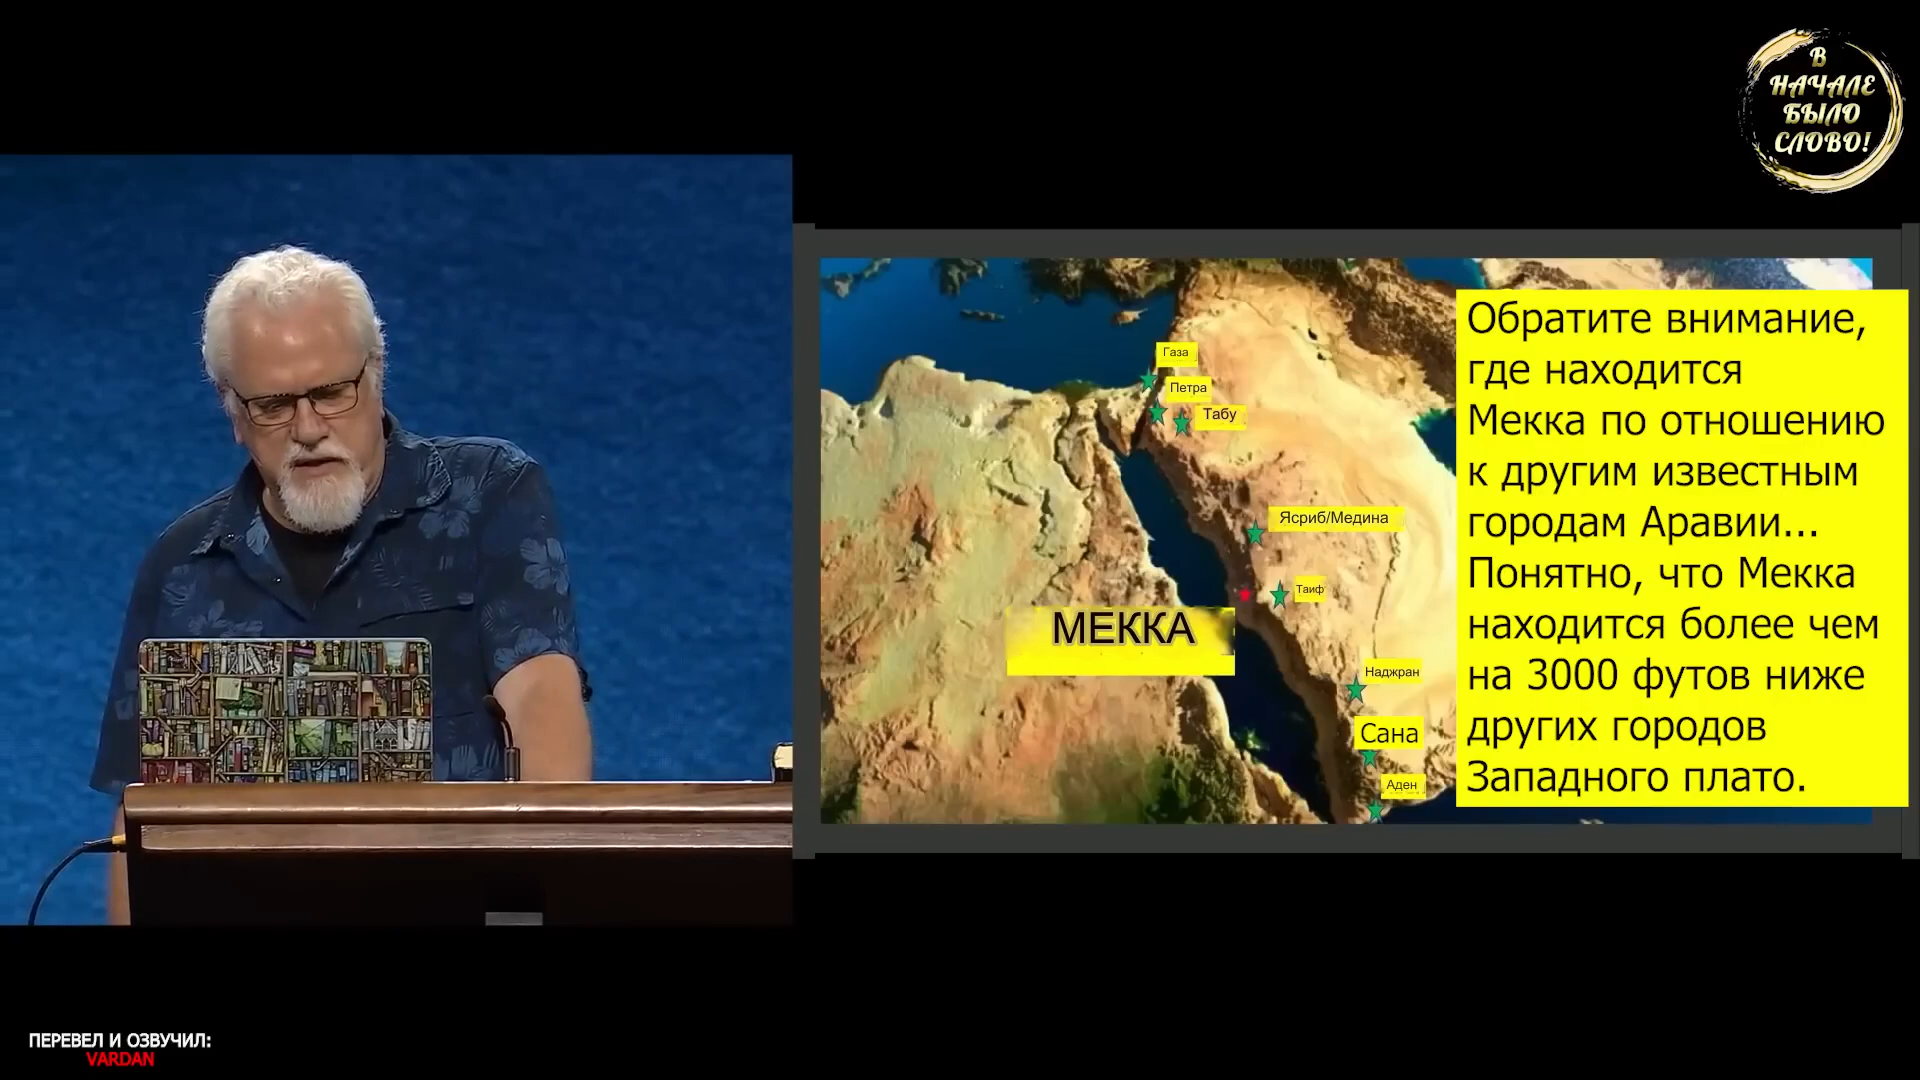 В
НАЧАЛЕ
БЫЛО
СЛОВО!
Газа
Петра
Табу
Ясриб/Медина
Таиф
МЕККА
Наджран
Сана
Аден
Обратите внимание,
где находится
Мекка по отношению
к другим известным
городам Аравии...
Понятно, что Мекка
находится более чем
на 3000 футов ниже
других городов
Западного плато.
ПЕРЕВЕЛ И ОЗВУЧИЛ:
VARDAN